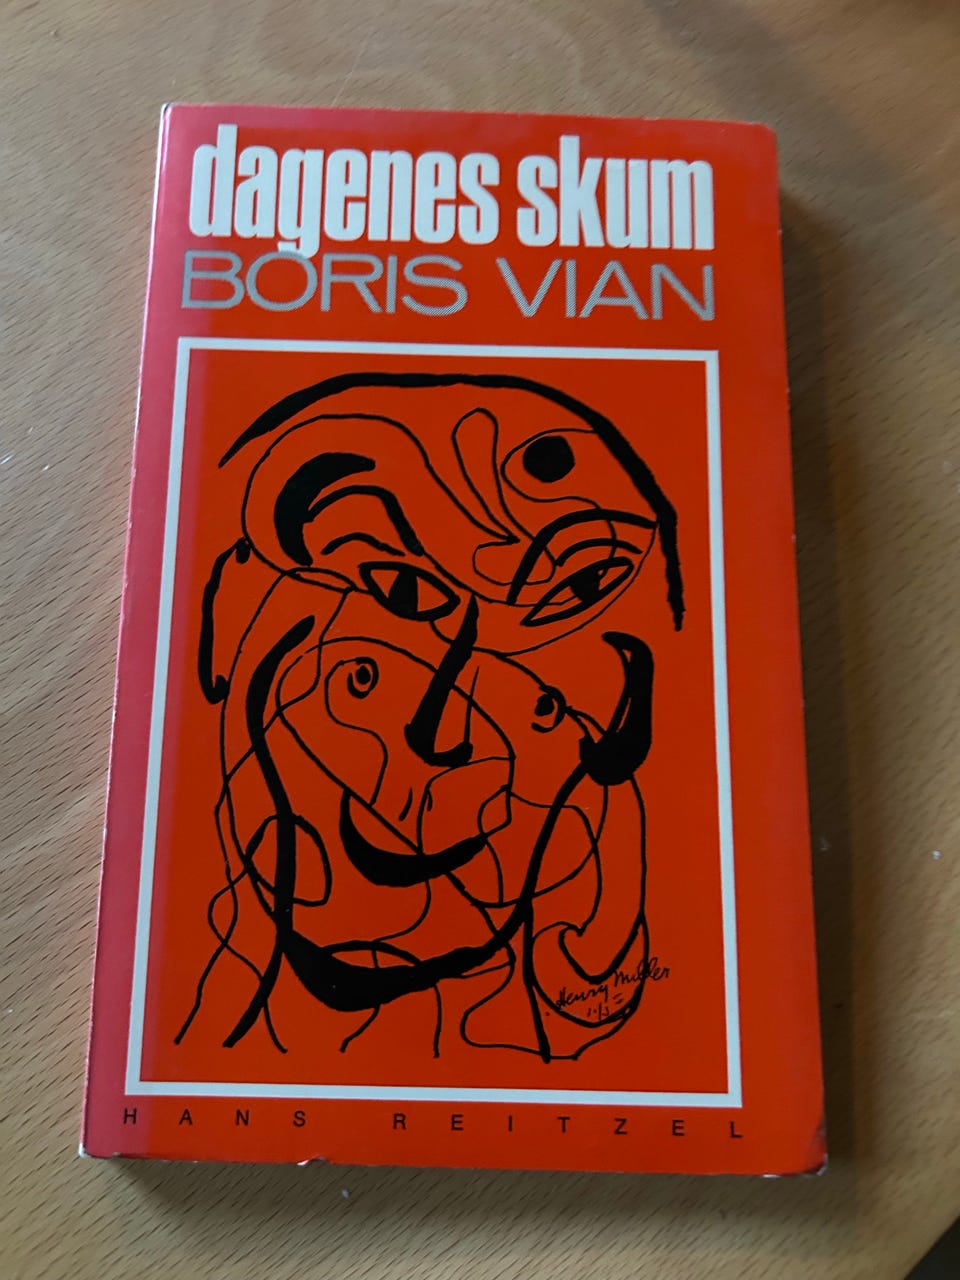 dagenes skum
BORIS VIAN
Henry Miller
HANS REITZEL